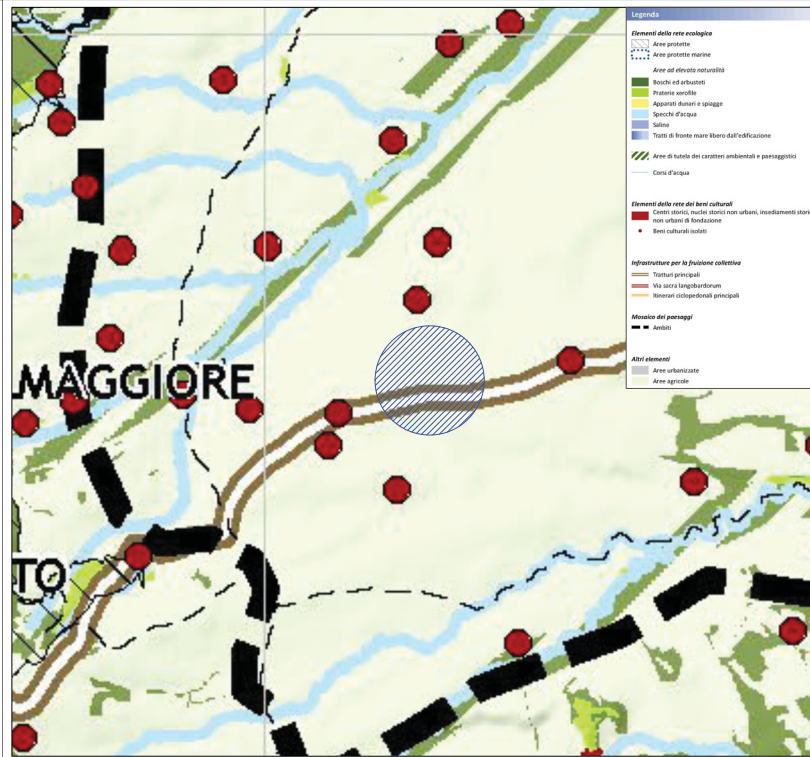 Legenda
Elementi della rete ecologica
Aree protette
Aree protette marine
Aree ad elevata naturalità
Boschi ed arbusteti
Praterie xerofile
Apparati dunari e spiagge
Specchi d'acqua
Saline
Tratti di fronte mare libero dall'edificazione
Aree di tutela dei caratteri ambientali e paesaggistici
Corsi d'acqua
Elementi della rete dei beni culturali
Centri storici, nuclei storici non urbani, insediamenti stori
non urbani di fondazione
Beni culturali isolati
Infrastrutture per la fruizione collettiva
Tratturi principali
Via sacra langobardorum
Itinerari ciclopedonali principali
Mosaico dei paesaggi
Ambiti
Altri elementi
Aree urbanizzate
Aree agricole
MAGGIORE
TO